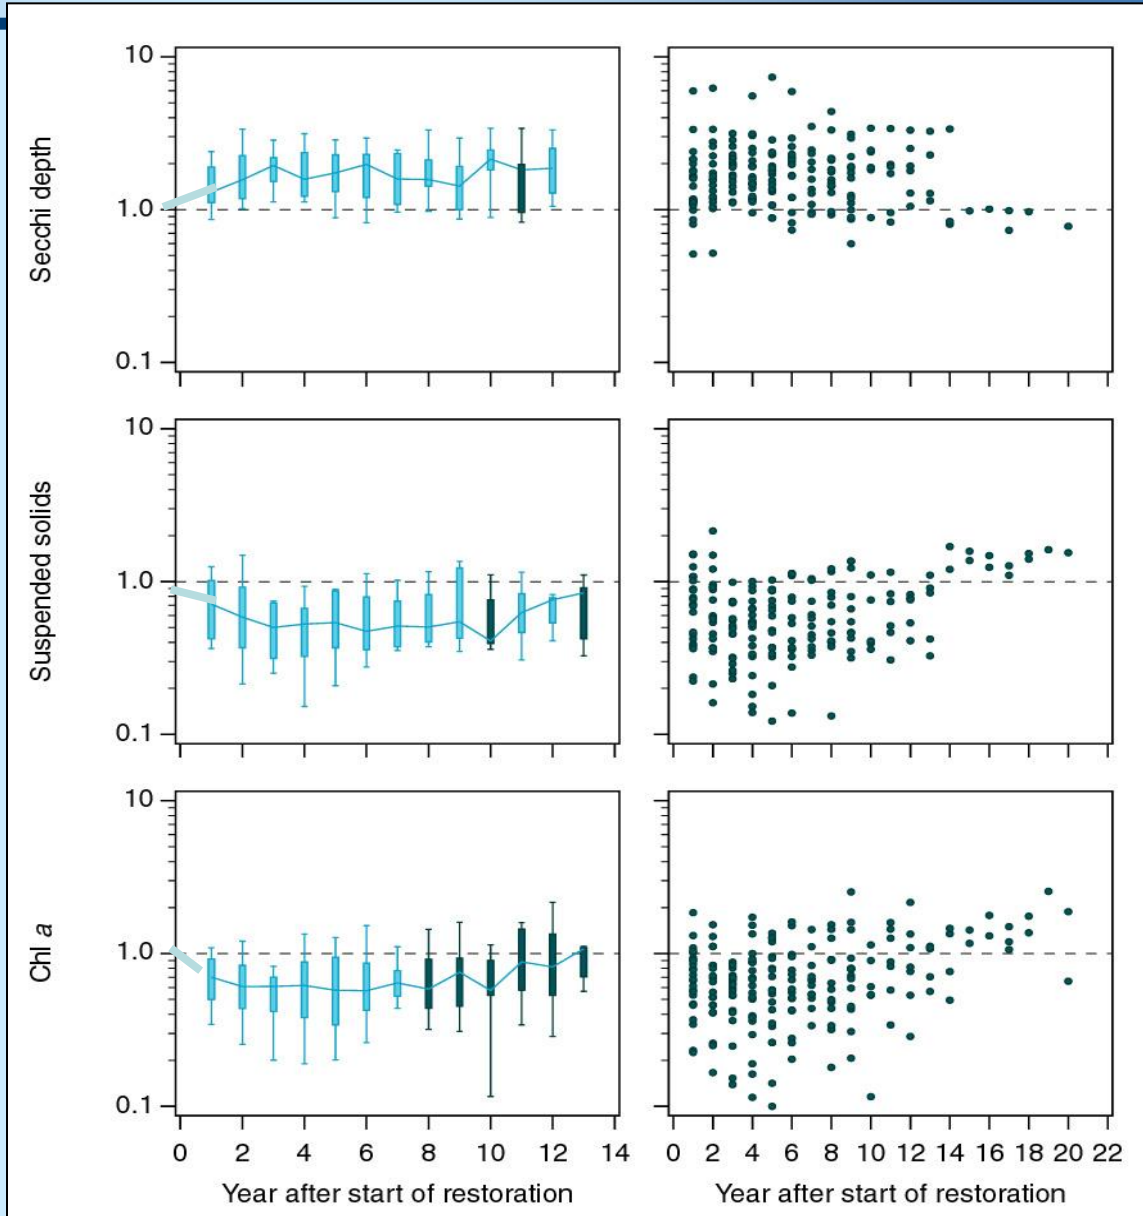 Secchi depth
10
1.0
0.1
Suspended solids
10
1.0
0.1
Chl a
10
1.0
0.1
0 2 4 6 8 10 12 14
Year after start of restoration
0 2 4 6 8 10 12 14 16 18 20 22
Year after start of restoration